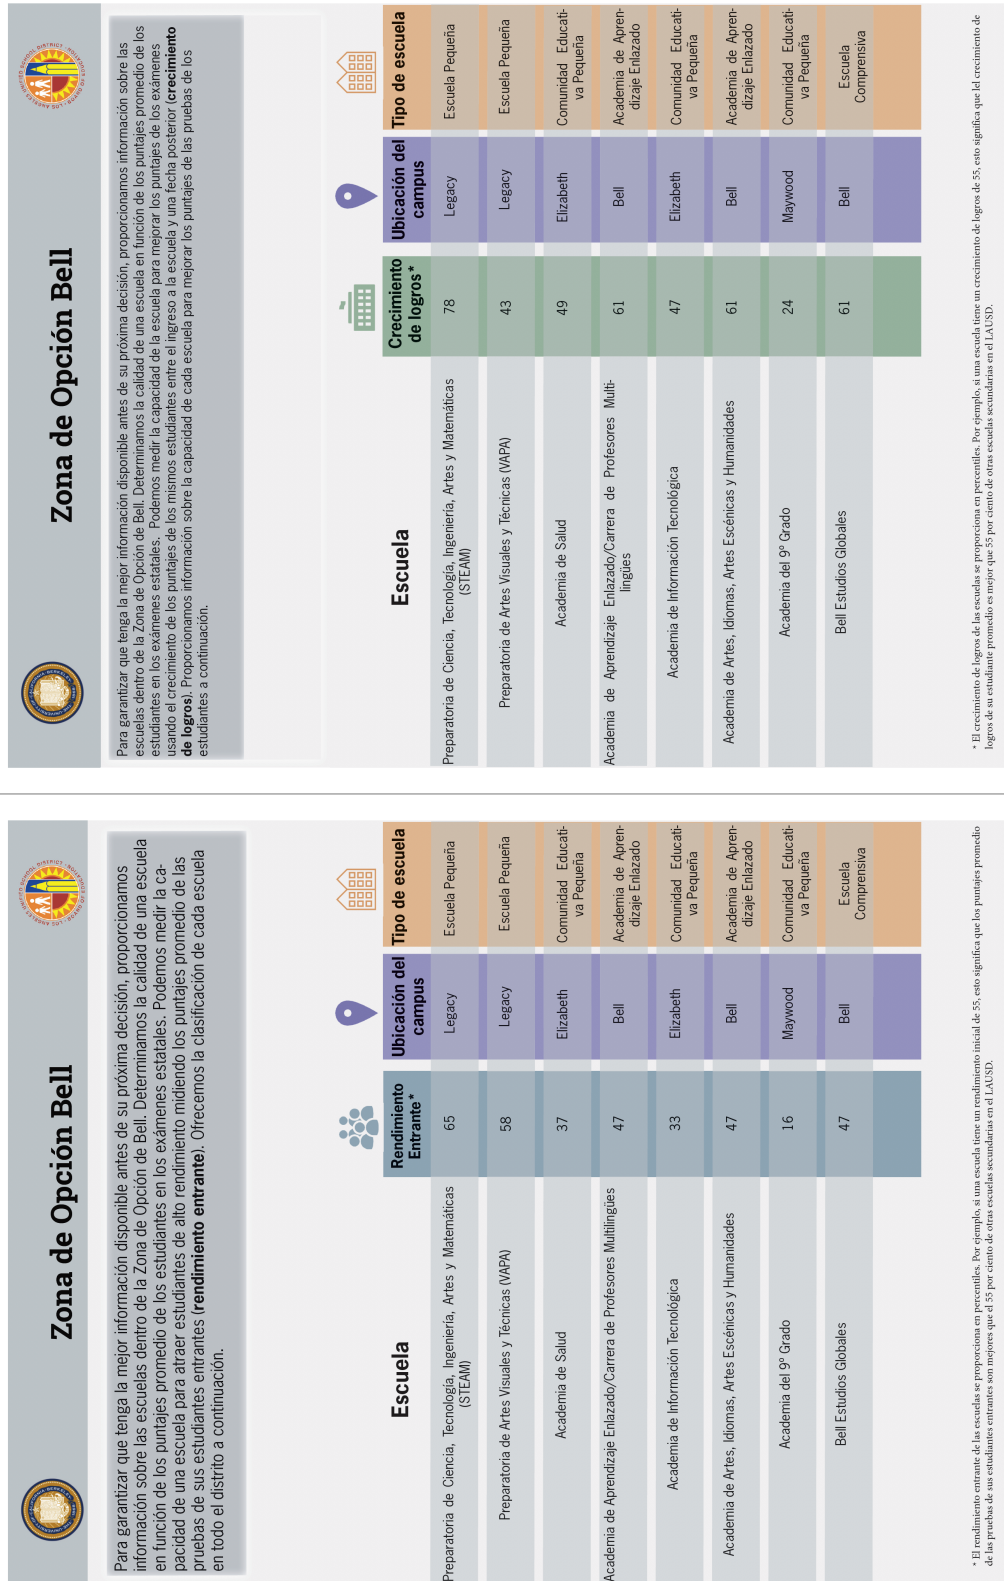 Zona de Opción Bell
Para garantizar que tenga la mejor información disponible antes de su próxima decisión, proporcionamos información sobre las
escuelas dentro de la Zona de Opción de Bell. Determinamos la calidad de una escuela en función de los puntajes promedio de los
estudiantes en los exámenes estatales. Podemos medir la capacidad de la escuela para mejorar los puntajes de los exámenes
usando el crecimiento de los puntajes de los mismos estudiantes entre el ingreso a la escuela y una fecha posterior (crecimiento
de logros). Proporcionamos información sobre la capacidad de cada escuela para mejorar los puntajes de las pruebas de los
estudiantes a continuación.
Escuela
Crecimiento
de logros*
Ubicación del
campus
Tipo de escuela
Preparatoria de Ciencia, Tecnología, Ingeniería, Artes y Matemáticas
(STEAM)
78
Legacy
Escuela Pequeña
Preparatoria de Artes Visuales y Técnicas (VAPA)
43
Legacy
Escuela Pequeña
Academia de Salud
49
Elizabeth
Comunidad Educati-
va Pequeña
Academia de Aprendizaje Enlazado/Carrera de Profesores Multi-
lingües
61
Bell
Academia de Apren-
dizaje Enlazado
Academia de Información Tecnológica
47
Elizabeth
Comunidad Educati-
va Pequeña
Academia de Artes, Idiomas, Artes Escénicas y Humanidades
61
Bell
Academia de Apren-
dizaje Enlazado
Academia del 9º Grado
24
Maywood
Comunidad Educati-
va Pequeña
Bell Estudios Globales
61
Bell
Escuela
Comprensiva
* El crecimiento de logros de las escuelas se proporciona en percentiles. Por ejemplo, si una escuela tiene un crecimiento de logros de 55, esto significa que lel crecimiento de
logros de su estudiante promedio es mejor que 55 por ciento de otras escuelas secundarias en el LAUSD.
Zona de Opción Bell
Para garantizar que tenga la mejor información disponible antes de su próxima decisión, proporcionamos
información sobre las escuelas dentro de la Zona de Opción de Bell. Determinamos la calidad de una escuela
en función de los puntajes promedio de los estudiantes en los exámenes estatales. Podemos medir la ca-
pacidad de una escuela para atraer estudiantes de alto rendimiento midiendo los puntajes promedio de las
pruebas de sus estudiantes entrantes (rendimiento entrante). Ofrecemos la clasificación de cada escuela
en todo el distrito a continuación.
Escuela
Rendimiento
Entrante*
Ubicación del
campus
Tipo de escuela
Preparatoria de Ciencia, Tecnología, Ingeniería, Artes y Matemáticas
(STEAM)
65
Legacy
Escuela Pequeña
Preparatoria de Artes Visuales y Técnicas (VAPA)
58
Legacy
Escuela Pequeña
Academia de Salud
37
Elizabeth
Comunidad Educati-
va Pequeña
Academia de Aprendizaje Enlazado/Carrera de Profesores Multilingües
47
Bell
Academia de Apren-
dizaje Enlazado
Academia de Información Tecnológica
33
Elizabeth
Comunidad Educati-
va Pequeña
Academia de Artes, Idiomas, Artes Escénicas y Humanidades
47
Bell
Academia de Apren-
dizaje Enlazado
Academia del 9º Grado
16
Maywood
Comunidad Educati-
va Pequeña
Bell Estudios Globales
47
Bell
Escuela
Comprensiva
* El rendimiento entrante de las escuelas se proporciona en percentiles. Por ejemplo, si una escuela tiene un rendimiento inicial de 55, esto significa que los puntajes promedio
de las pruebas de sus estudiantes entrantes son mejores que el 55 por ciento de otras escuelas secundarias en el LAUSD.